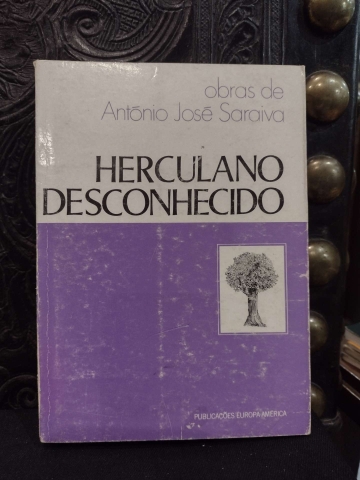 obras de
António José Saraiva
HERCULANO
DESCONHECIDO
PUBLICAÇÕES EUROPA-AMÉRICA